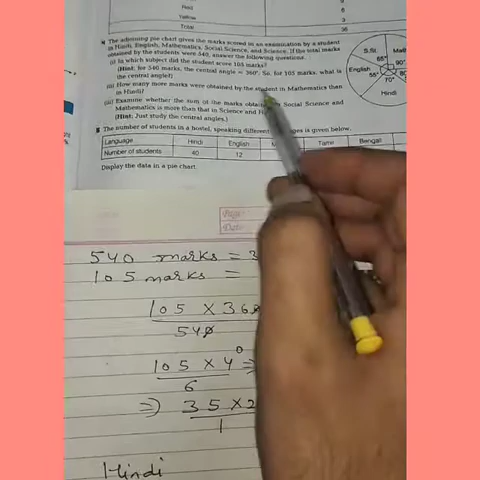 Red 6
Yellow 3
Total 36
The adjoining pie chart gives the marks scored in an examination by a student
in Hindi, English, Mathematics, Social Science and Science. If the total marks
obtained by the students were 540, answer the following questions.
(i) In which subject did the student score 105 marks?
(Hint: for 540 marks, the central angle = 360°. So, for 105 marks, what is
the central angle?)
(ii) How many more marks were obtained by the student in Mathematics than
in Hindi?
(iii) Examine whether the sum of the marks obtained Social Science and
Mathematics is more than that in Science and
(Hint: Just study the central angles.)
S.St.
65°
90°
English
55°
70°
Hindi
The number of students in a hostel, speaking different is given below.
Language Hindi English Bengali
Number of students 40 12
Display the data in a pie chart.
Page:
Date:
540 marks =
105 marks =
105 × 360
540
105 × 4°
6
⇒ 35 × 2
1
Hindi